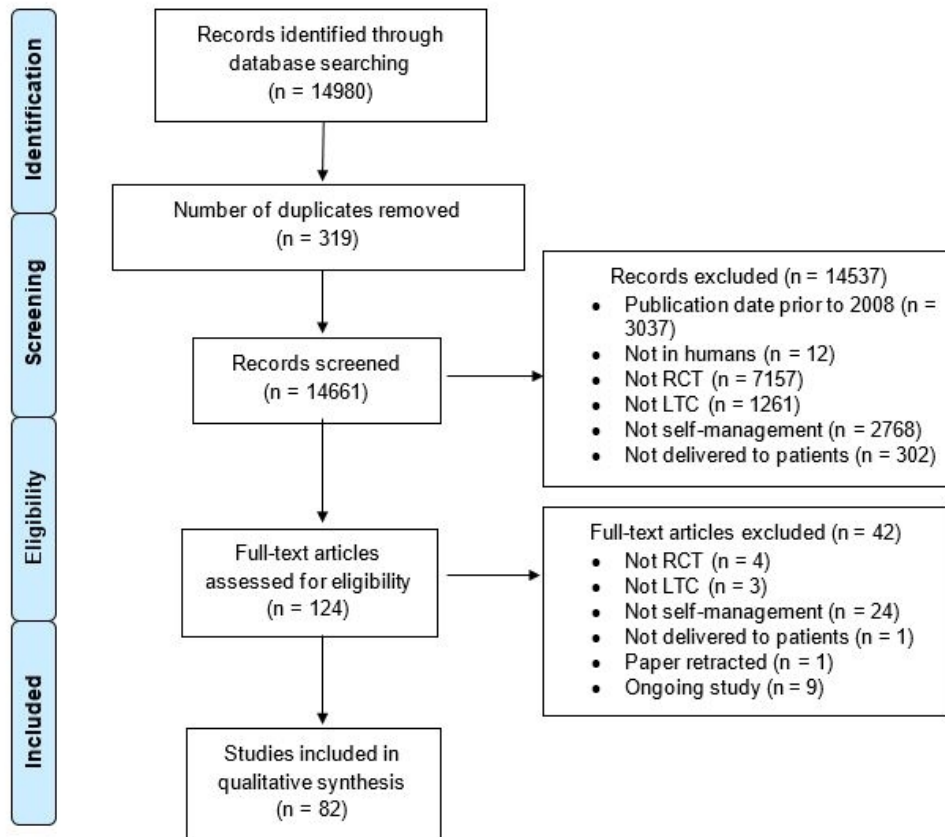 Identification
Records identified through
database searching
(n = 14980)
Number of duplicates removed
(n = 319)
Screening
Records screened
(n = 14661)
Records excluded (n = 14537)
• Publication date prior to 2008 (n =
3037)
• Not in humans (n = 12)
• Not RCT (n = 7157)
• Not LTC (n = 1261)
• Not self-management (n = 2768)
• Not delivered to patients (n = 302)
Eligibility
Full-text articles
assessed for eligibility
(n = 124)
Full-text articles excluded (n = 42)
• Not RCT (n = 4)
• Not LTC (n = 3)
• Not self-management (n = 24)
• Not delivered to patients (n = 1)
• Paper retracted (n = 1)
• Ongoing study (n = 9)
Included
Studies included in
qualitative synthesis
(n = 82)